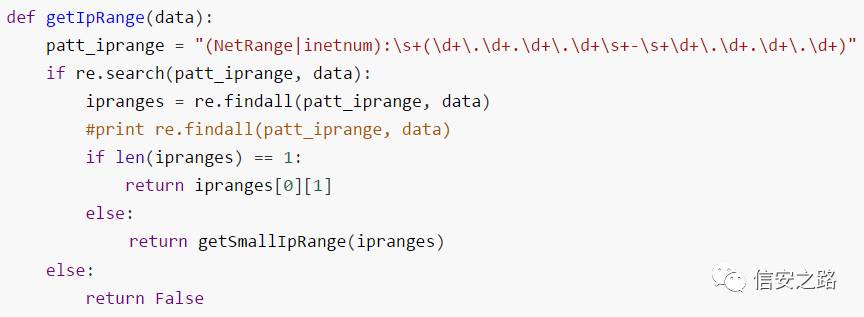 def getIpRange(data):
    patt_iprange = "(NetRange|inetnum):\s+(\d+\.\d+.\d+\.\d+\s+-\s+\d+\.\d+.\d+\.\d+)"
    if re.search(patt_iprange, data):
        ipranges = re.findall(patt_iprange, data)
        #print re.findall(patt_iprange, data)
        if len(ipranges) == 1:
            return ipranges[0][1]
        else:
            return getSmallIpRange(ipranges)
    else:
        return False
信安之路